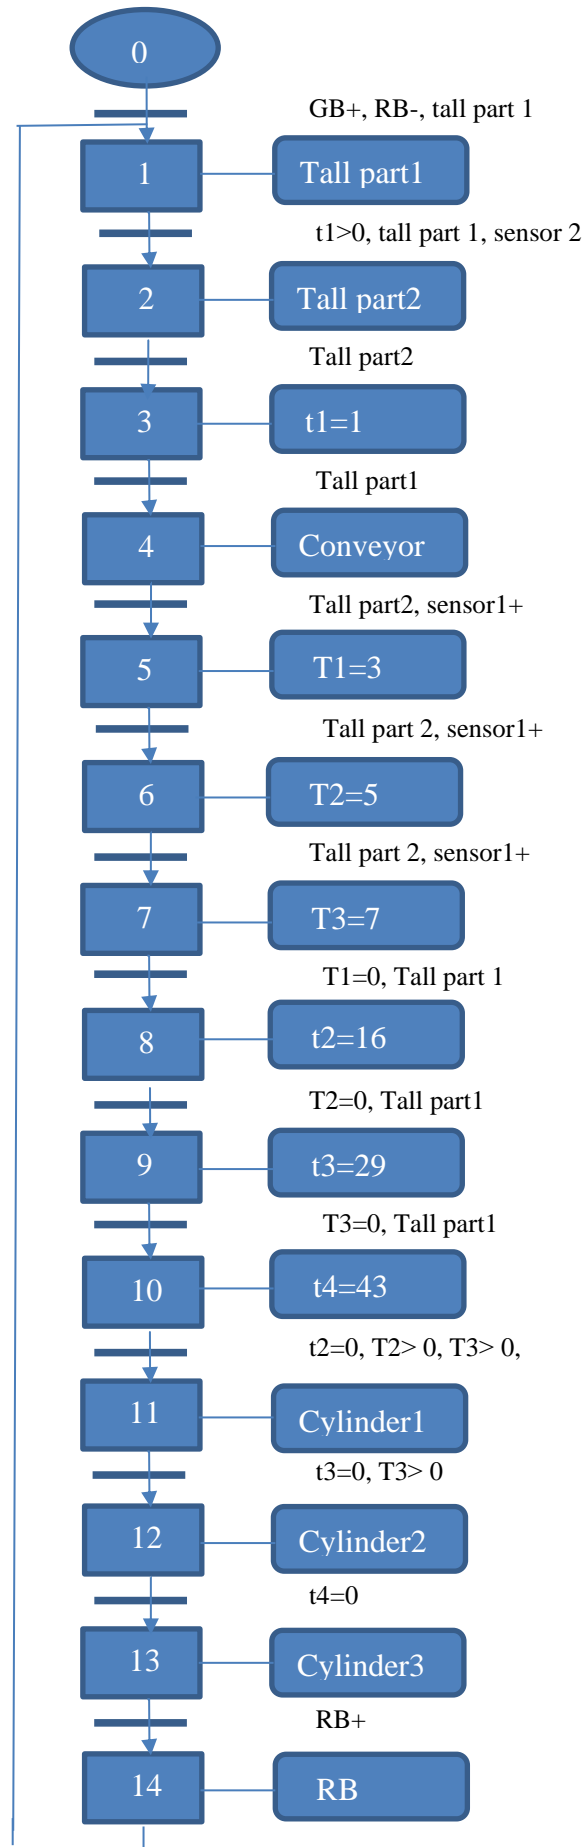 0
GB+, RB-, tall part 1
1
Tall part1
t1>0, tall part 1, sensor 2
2
Tall part2
Tall part2
3
t1=1
Tall part1
4
Conveyor
Tall part2, sensor1+
5
T1=3
Tall part 2, sensor1+
6
T2=5
Tall part 2, sensor1+
7
T3=7
T1=0, Tall part 1
8
t2=16
T2=0, Tall part1
9
t3=29
T3=0, Tall part1
10
t4=43
t2=0, T2> 0, T3> 0,
11
Cylinder1
t3=0, T3> 0
12
Cylinder2
t4=0
13
Cylinder3
RB+
14
RB